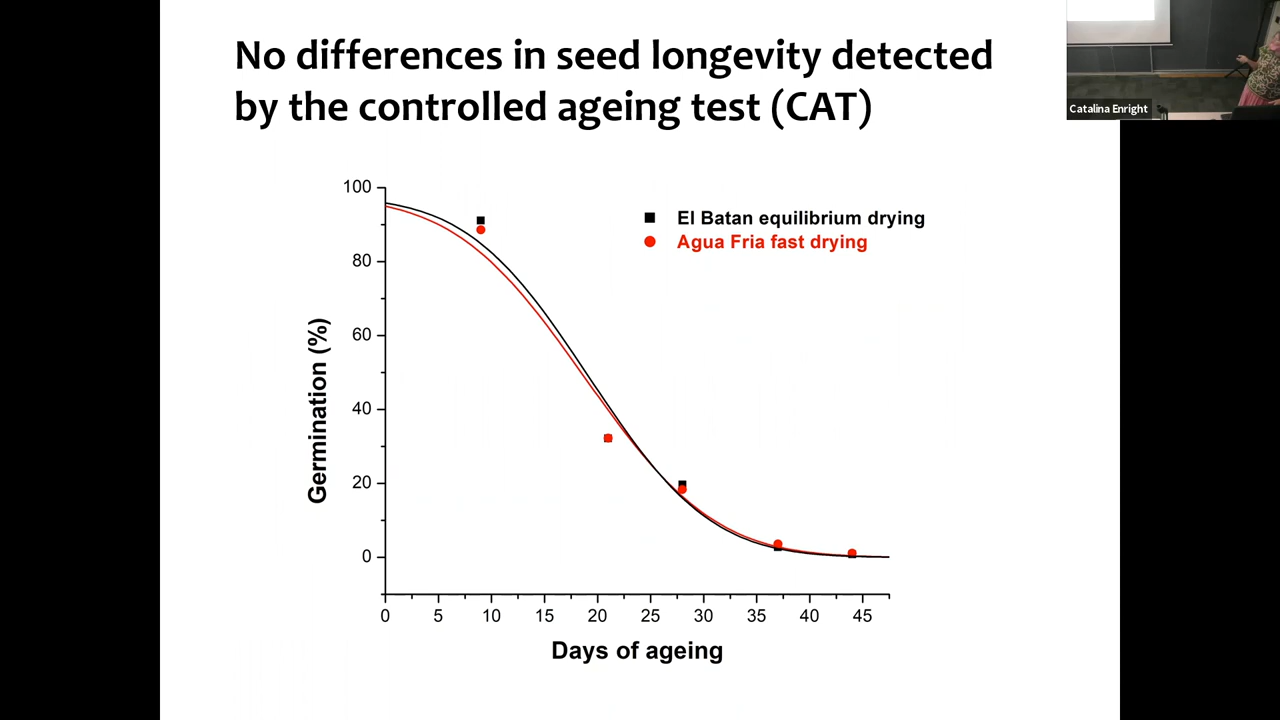 No differences in seed longevity detected
by the controlled ageing test (CAT)
Catalina Enright
El Batan equilibrium drying
Agua Fria fast drying
Germination (%)
100
80
60
40
20
0
0 5 10 15 20 25 30 35 40 45
Days of ageing